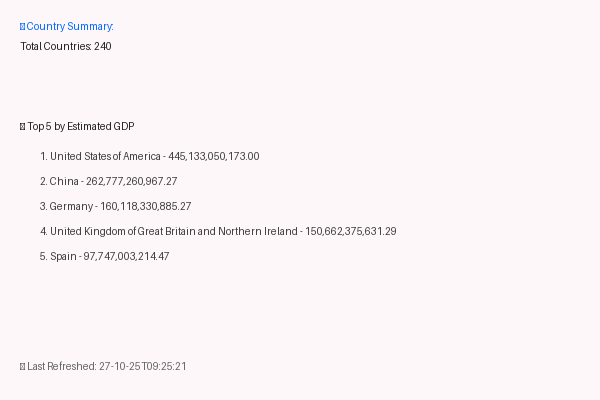 Country Summary:
Total Countries: 240
Top 5 by Estimated GDP
1. United States of America - 445,133,050,173.00
2. China - 262,777,260,967.27
3. Germany - 160,118,330,885.27
4. United Kingdom of Great Britain and Northern Ireland - 150,662,375,631.29
5. Spain - 97,747,003,214.47
Last Refreshed: 27-10-25T09:25:21